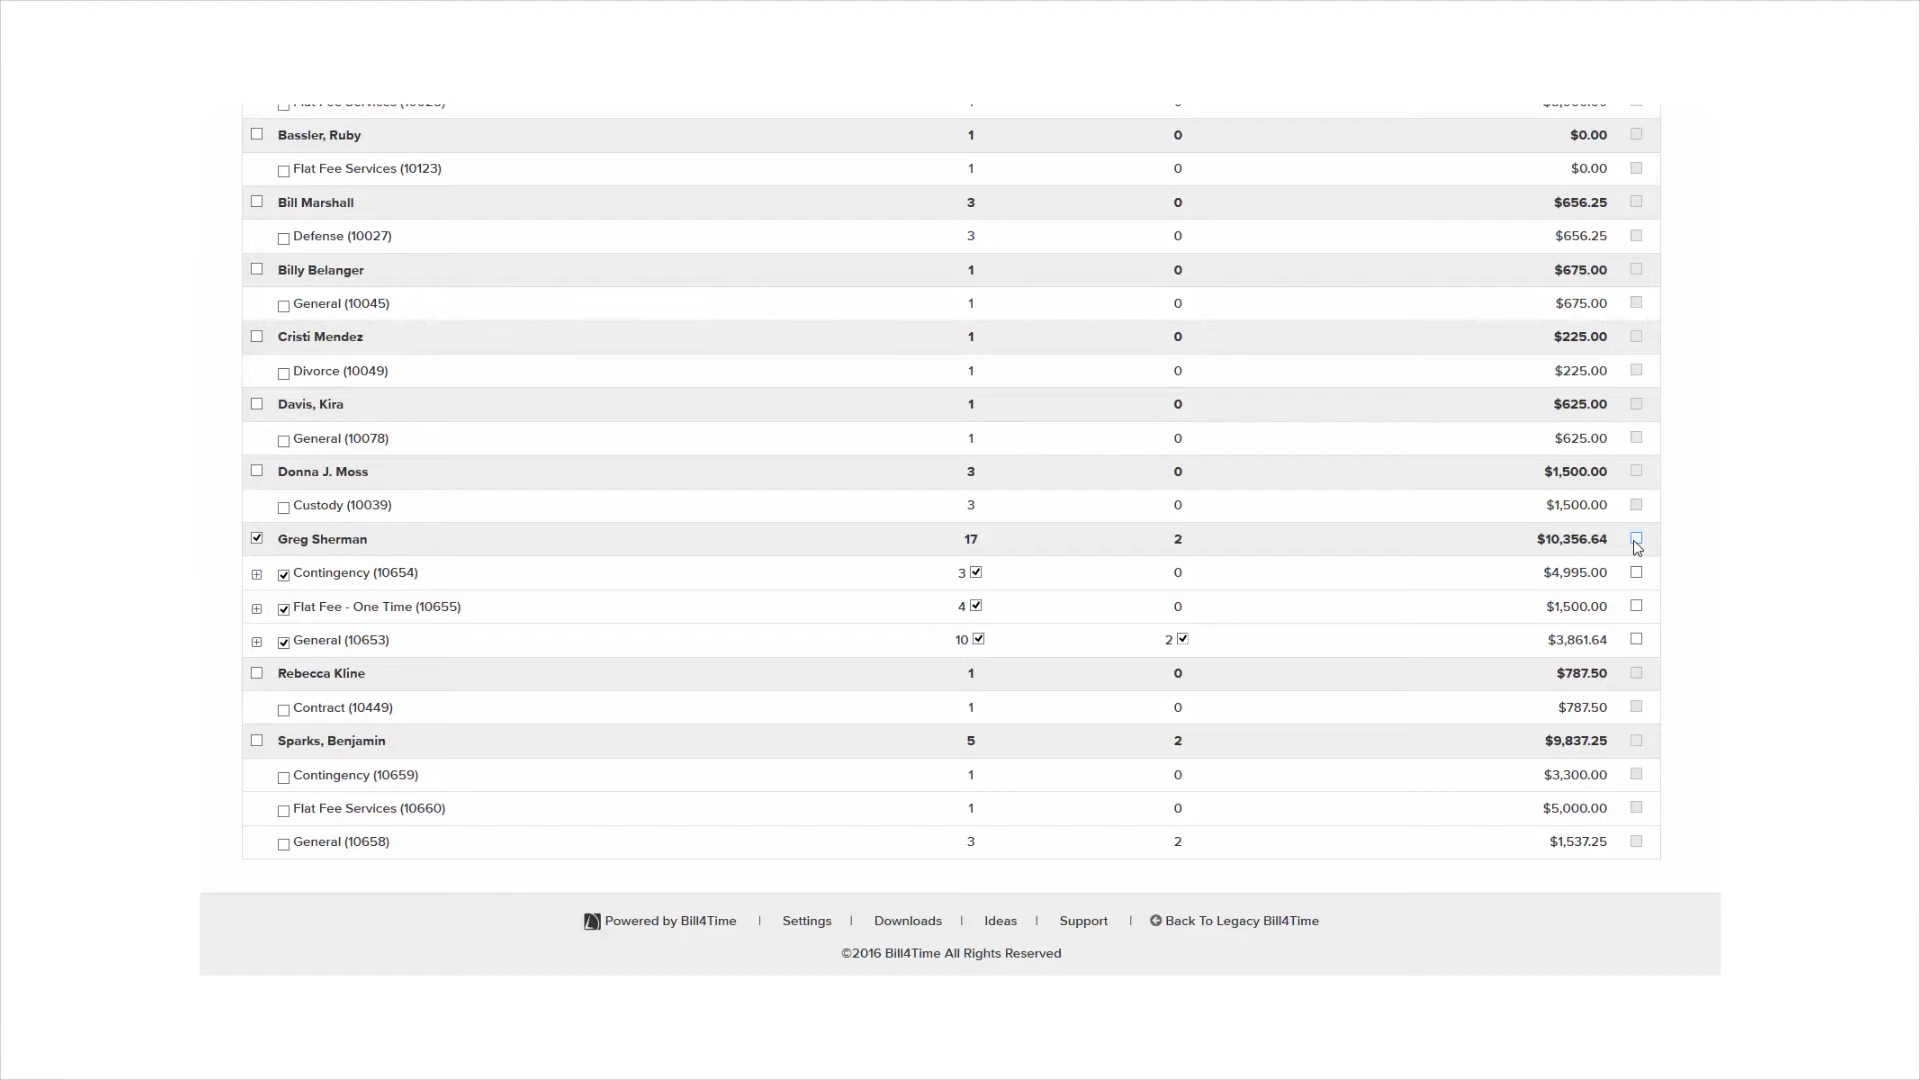 Bassler, Ruby 1 0 $0.00
Flat Fee Services (10123) 1 0 $0.00
Bill Marshall 3 0 $656.25
Defense (10027) 3 0 $656.25
Billy Belanger 1 0 $675.00
General (10045) 1 0 $675.00
Cristi Mendez 1 0 $225.00
Divorce (10049) 1 0 $225.00
Davis, Kira 1 0 $625.00
General (10078) 1 0 $625.00
Donna J. Moss 3 0 $1,500.00
Custody (10039) 3 0 $1,500.00
Greg Sherman 17 2 $10,356.64
Contingency (10654) 3 0 $4,995.00
Flat Fee - One Time (10655) 4 0 $1,500.00
General (10653) 10 2 $3,861.64
Rebecca Kline 1 0 $787.50
Contract (10449) 1 0 $787.50
Sparks, Benjamin 5 2 $9,837.25
Contingency (10659) 1 0 $3,300.00
Flat Fee Services (10660) 1 0 $5,000.00
General (10658) 3 2 $1,537.25
Powered by Bill4Time | Settings | Downloads | Ideas | Support | Back To Legacy Bill4Time
©2016 Bill4Time All Rights Reserved